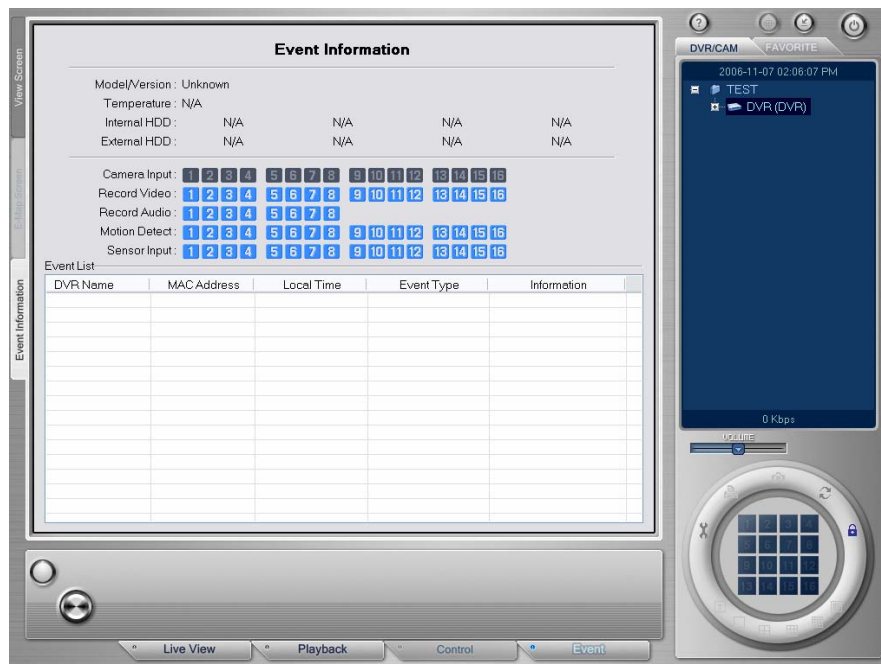 ?
DVR/CAM FAVORITE
2006-11-07 02:06:07 PM
TEST
DVR (DVR)
0 Kbps
VOLUME
1 2 3 4
5 6 7 8
9 10 11 12
13 14 15 16
View Screen
E-Map Screen
Event Information
Event Information
Model/Version : Unknown
Temperature : N/A
Internal HDD : N/A N/A N/A N/A
External HDD : N/A N/A N/A N/A
Camera Input : 1 2 3 4 5 6 7 8 9 10 11 12 13 14 15 16
Record Video : 1 2 3 4 5 6 7 8 9 10 11 12 13 14 15 16
Record Audio : 1 2 3 4 5 6 7 8
Motion Detect : 1 2 3 4 5 6 7 8 9 10 11 12 13 14 15 16
Sensor Input : 1 2 3 4 5 6 7 8 9 10 11 12 13 14 15 16
Event List
DVR Name MAC Address Local Time Event Type Information
Live View Playback Control Event